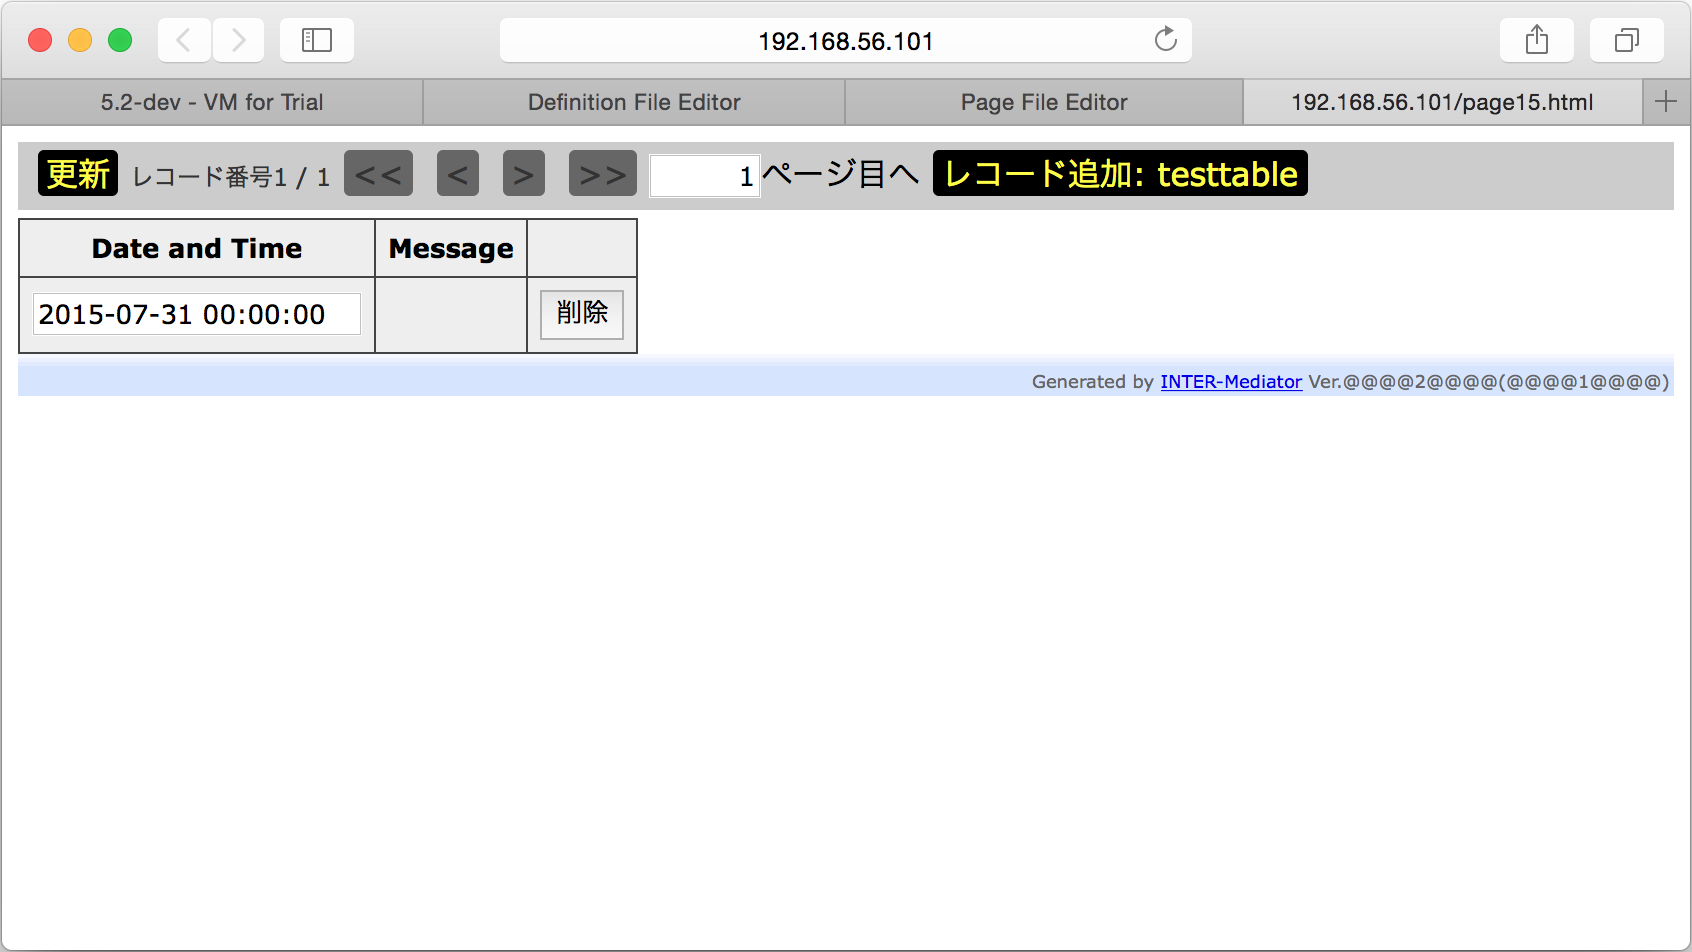 192.168.56.101
5.2-dev - VM for Trial Definition File Editor Page File Editor 192.168.56.101/page15.html +
更新 レコード番号1 / 1 << < > >> 1 ページ目へ レコード追加: testtable
Date and Time Message
2015-07-31 00:00:00 削除
Generated by INTER-Mediator Ver.@@@@2@@@@(@@@@1@@@@)